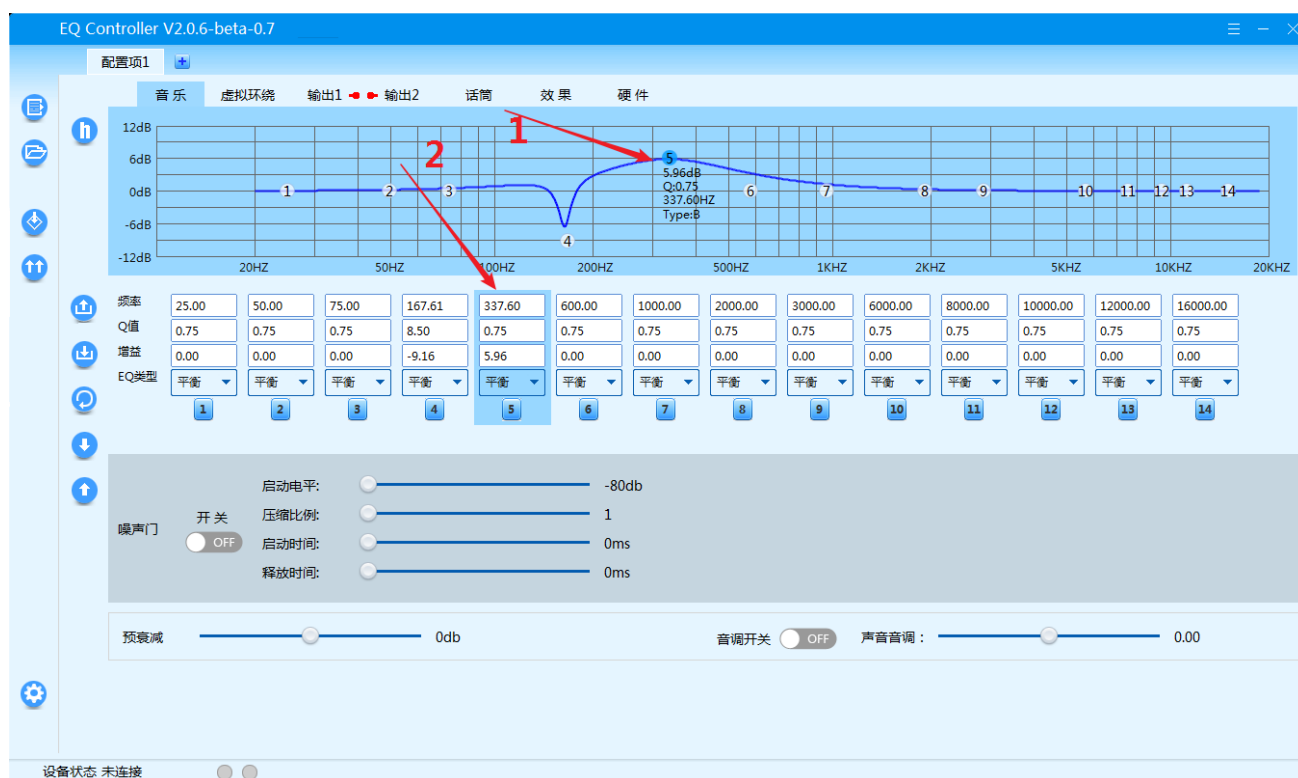 EQ Controller V2.0.6-beta-0.7
配置项1
音乐 虚拟环绕 输出1 输出2 话筒 效果 硬件
h
12dB
6dB
0dB
-6dB
-12dB
1 2 3 4 5 6 7 8 9 10 11 12 13 14
5.96dB
Q:0.75
337.60HZ
Type:B
1
2
20HZ 50HZ 100HZ 200HZ 500HZ 1KHZ 2KHZ 5KHZ 10KHZ 20KHZ
频率 25.00 50.00 75.00 167.61 337.60 600.00 1000.00 2000.00 3000.00 6000.00 8000.00 10000.00 12000.00 16000.00
Q值 0.75 0.75 0.75 8.50 0.75 0.75 0.75 0.75 0.75 0.75 0.75 0.75 0.75 0.75
增益 0.00 0.00 0.00 -9.16 5.96 0.00 0.00 0.00 0.00 0.00 0.00 0.00 0.00 0.00
EQ类型 平衡 平衡 平衡 平衡 平衡 平衡 平衡 平衡 平衡 平衡 平衡 平衡 平衡 平衡
1 2 3 4 5 6 7 8 9 10 11 12 13 14
噪声门
开关
OFF
启动电平: -80db
压缩比例: 1
启动时间: 0ms
释放时间: 0ms
预衰减 0db 音调开关 OFF 声音音调： 0.00
设备状态 未连接